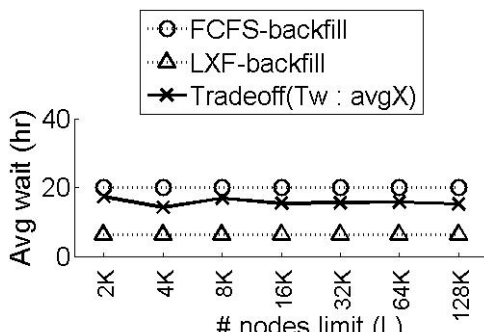 FCFS-backfill
LXF-backfill
Tradeoff(Tw : avgX)
Avg wait (hr)
40
20
0
2K 4K 8K 16K 32K 64K 128K
# nodes limit (L)